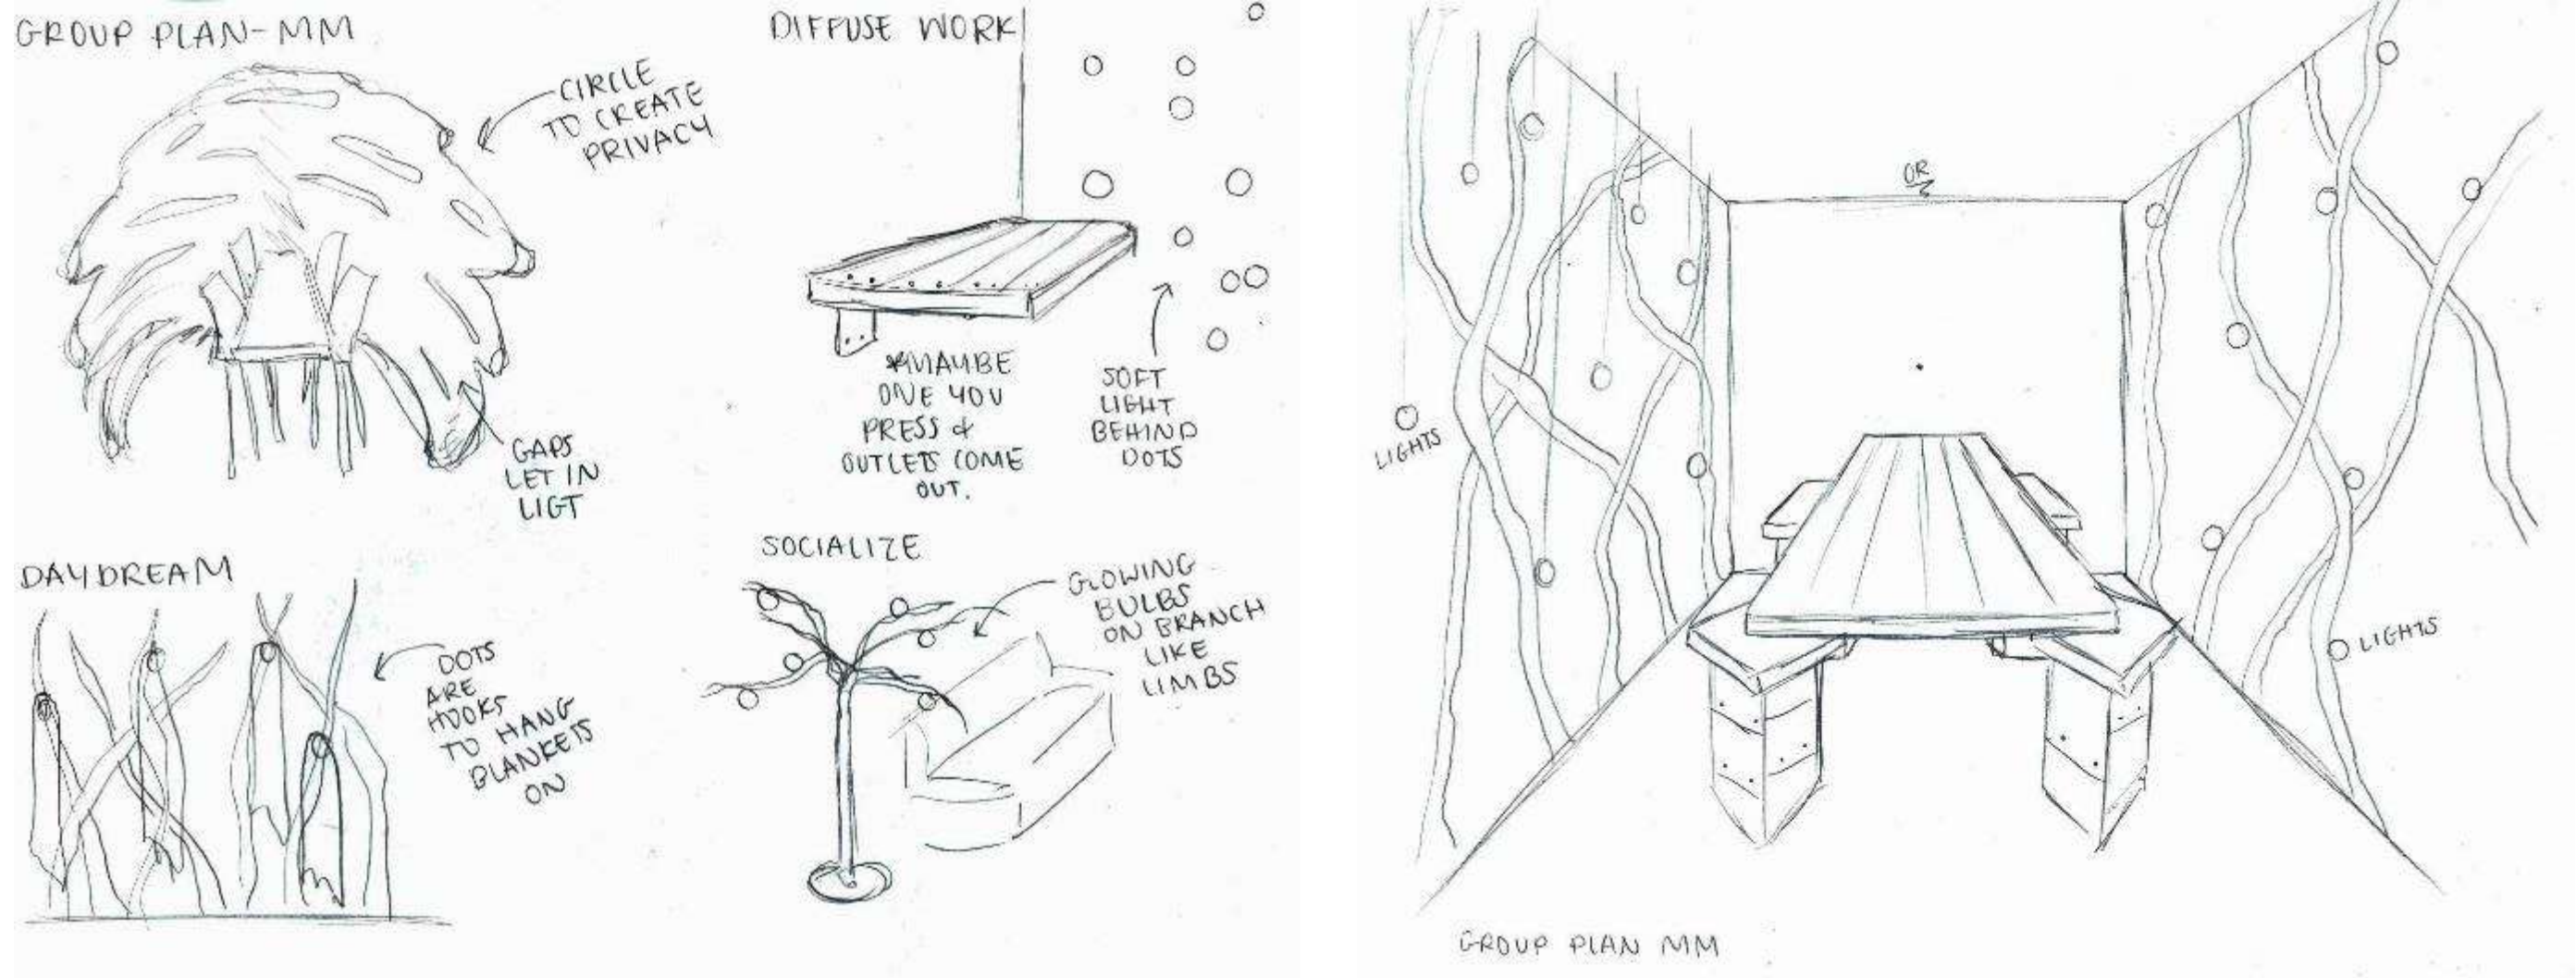 GROUP PLAN-MM
CIRCLE
TO CREATE
PRIVACY
GAPS
LET IN
LIGT
DIFFUSE WORK
*MAYBE
ONE YOU
PRESS &
OUTLETS COME
OUT.
SOFT
LIGHT
BEHIND
DOTS
DAYDREAM
DOTS
ARE
HOOKS
TO HANG
BLANKETS
ON
SOCIALIZE
GLOWING
BULBS
ON BRANCH
LIKE
LIMBS
OR
LIGHTS
LIGHTS
GROUP PLAN MM